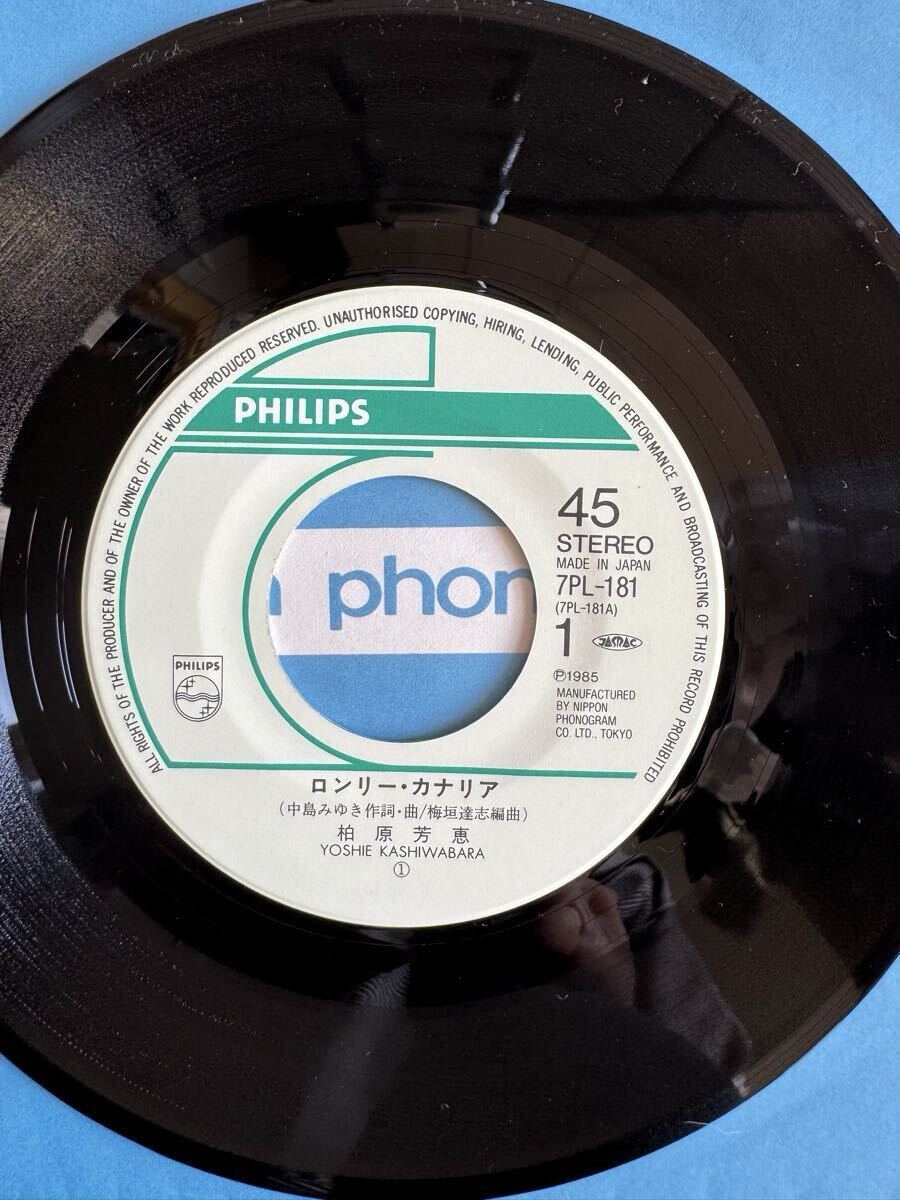 ALL RIGHTS OF THE PRODUCER AND OF THE OWNER OF THE WORK REPRODUCED RESERVED. UNAUTHORISED COPYING, HIRING, LENDING, PUBLIC PERFORMANCE AND BROADCASTING OF THIS RECORD PROHIBITED
PHILIPS
45
STEREO
MADE IN JAPAN
7PL-181
(7PL-181A)
1 JASRAC
Ⓟ1985
MANUFACTURED
BY NIPPON
PHONOGRAM
CO. LTD., TOKYO
PHILIPS
phon
ロンリー・カナリア
(中島みゆき作詞・曲/梅垣達志編曲)
柏原芳恵
YOSHIE KASHIWABARA
①